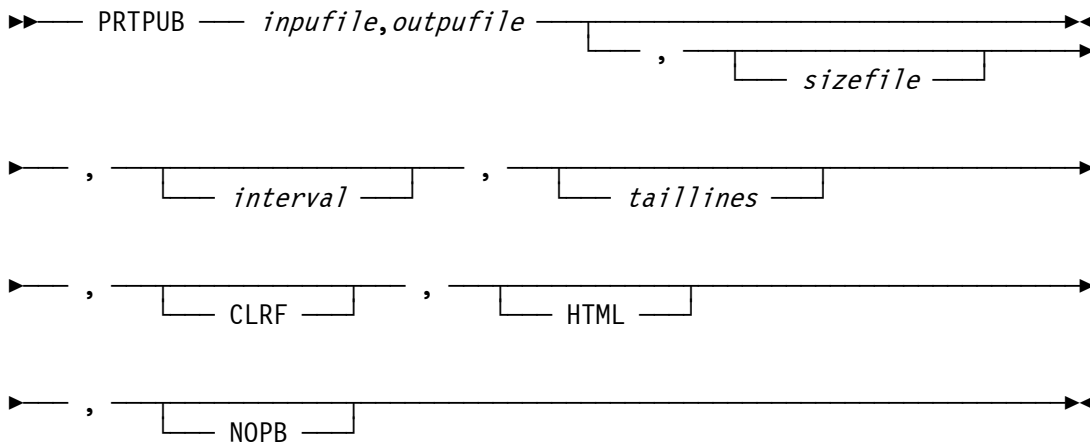 PRTPUB inpufile,outpufile
, sizefile
, interval , taillines
, CLRF , HTML
, NOPB